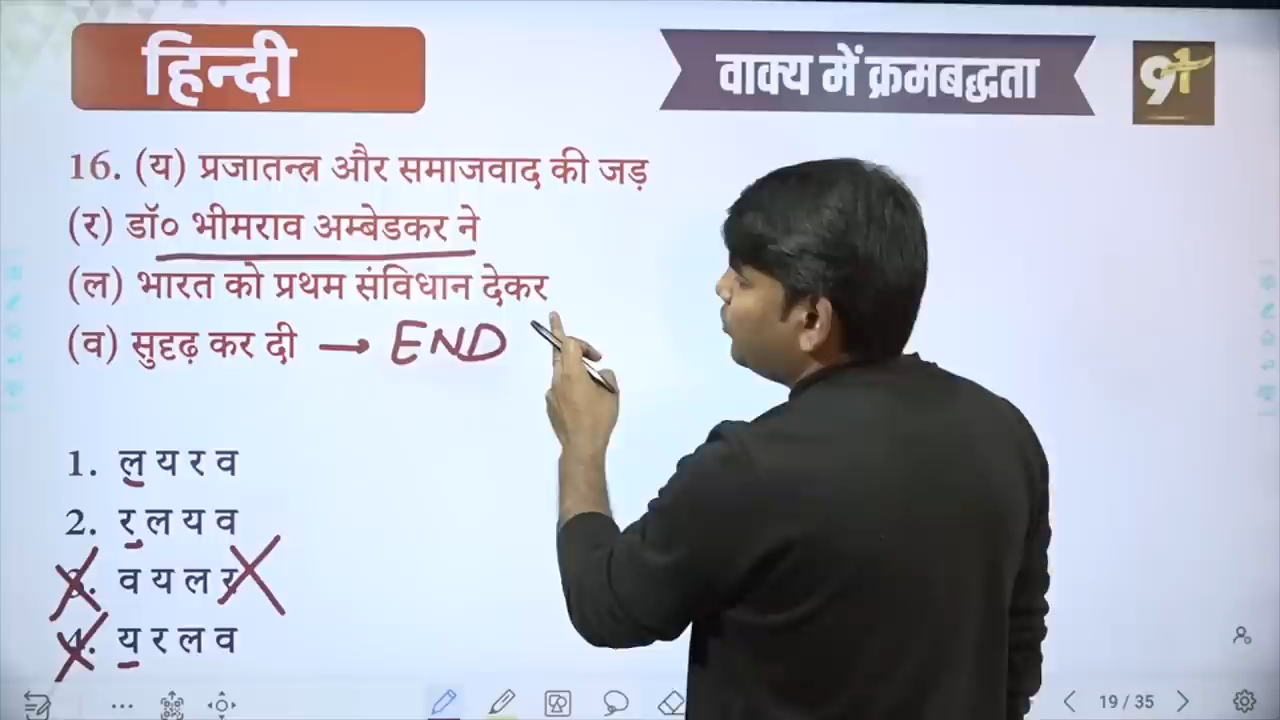 हिन्दी
वाक्य में क्रमबद्धता
91
16. (य) प्रजातन्त्र और समाजवाद की जड़
(र) डॉ० भीमराव अम्बेडकर ने
(ल) भारत को प्रथम संविधान देकर
(व) सुदृढ़ कर दी → END
1. ल य र व
2. र ल य व
3. व य ल र
4. य र ल व
19 / 35